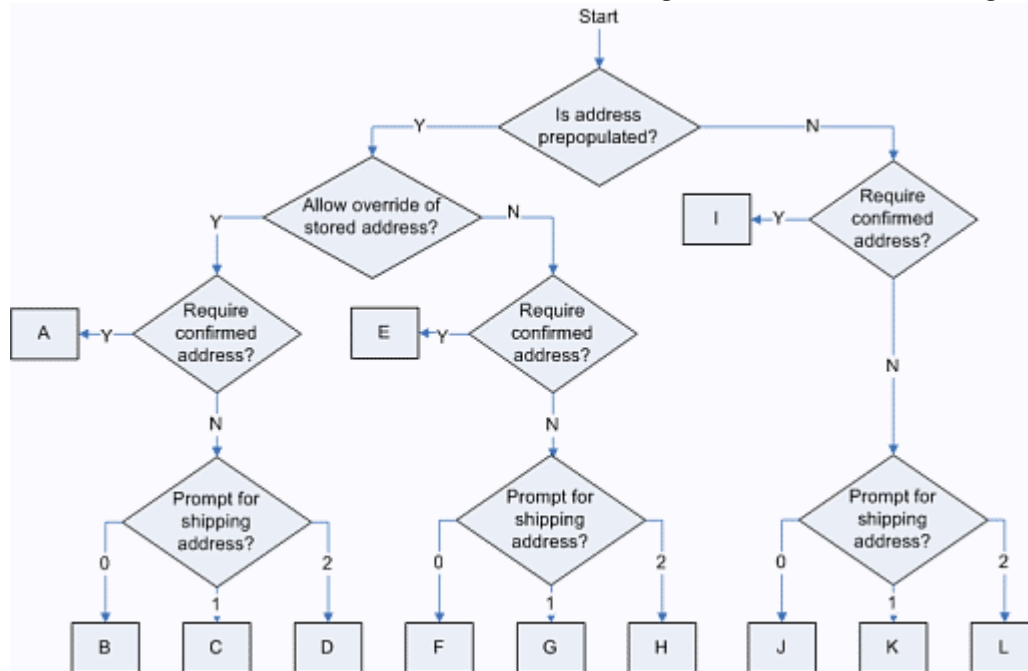 Start
Is address
prepopulated?
Y
N
Allow override of
stored address?
Require
confirmed
address?
Y
I
Y
N
Require
confirmed
address?
Y
A
Require
confirmed
address?
Y
E
N
N
N
Prompt for
shipping
address?
Prompt for
shipping
address?
Prompt for
shipping
address?
0
1
2
0
1
2
0
1
2
B
C
D
F
G
H
J
K
L